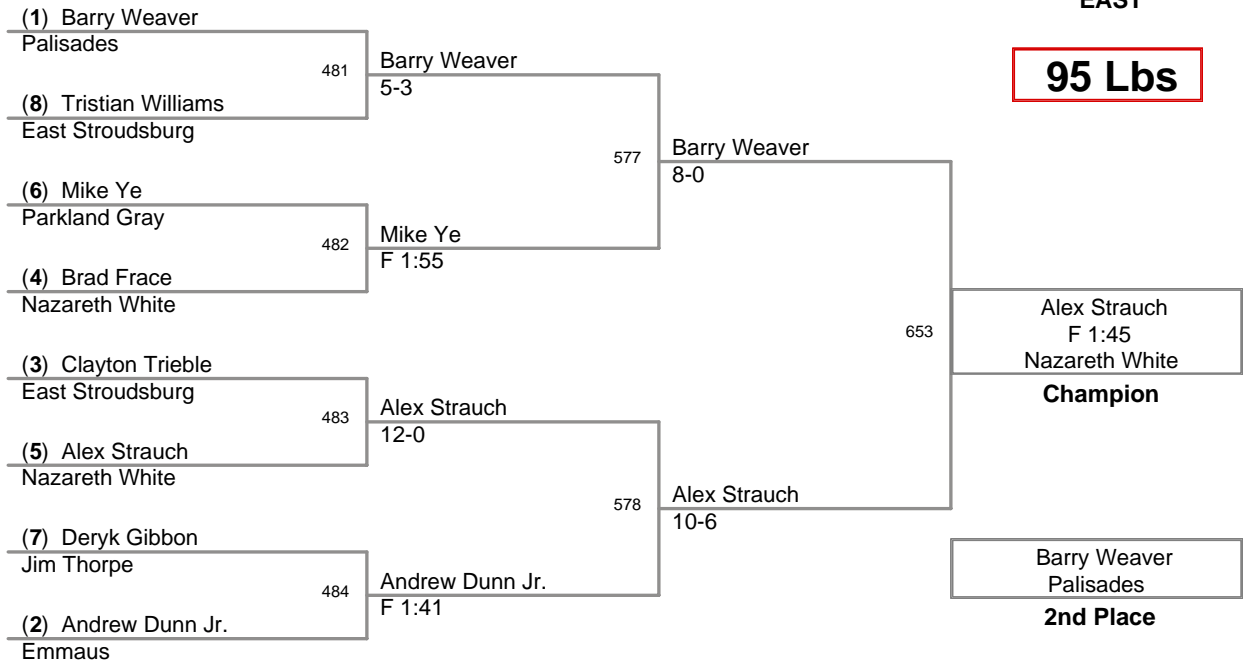 EAST
95 Lbs
(1) Barry Weaver
Palisades
481
(8) Tristian Williams
East Stroudsburg
Barry Weaver
5-3
(6) Mike Ye
Parkland Gray
482
(4) Brad Frace
Nazareth White
Mike Ye
F 1:55
577
Barry Weaver
8-0
(3) Clayton Trieble
East Stroudsburg
483
(5) Alex Strauch
Nazareth White
Alex Strauch
12-0
(7) Deryk Gibbon
Jim Thorpe
484
(2) Andrew Dunn Jr.
Emmaus
Andrew Dunn Jr.
F 1:41
578
Alex Strauch
10-6
653
Alex Strauch
F 1:45
Nazareth White
Champion
Barry Weaver
Palisades
2nd Place